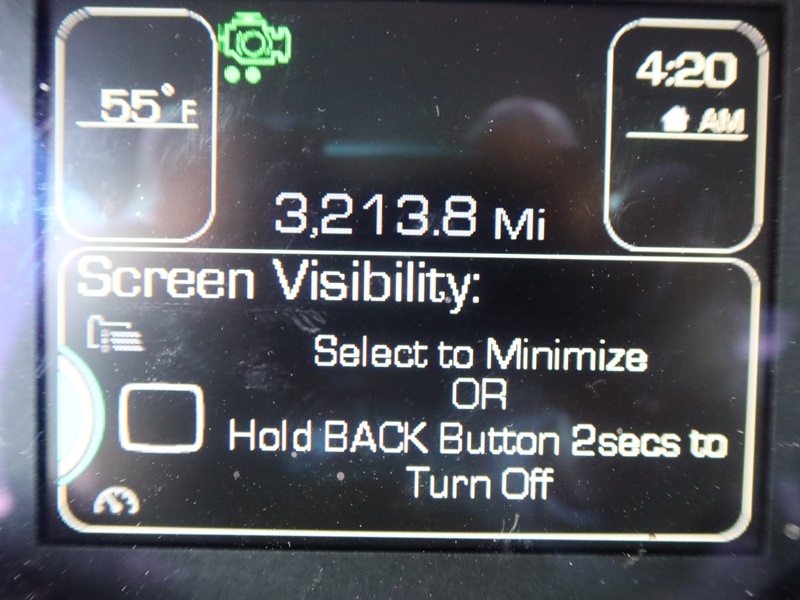 55°F
4:20
AM
3,213.8 Mi
Screen Visibility:
Select to Minimize
OR
Hold BACK Button 2secs to
Turn Off